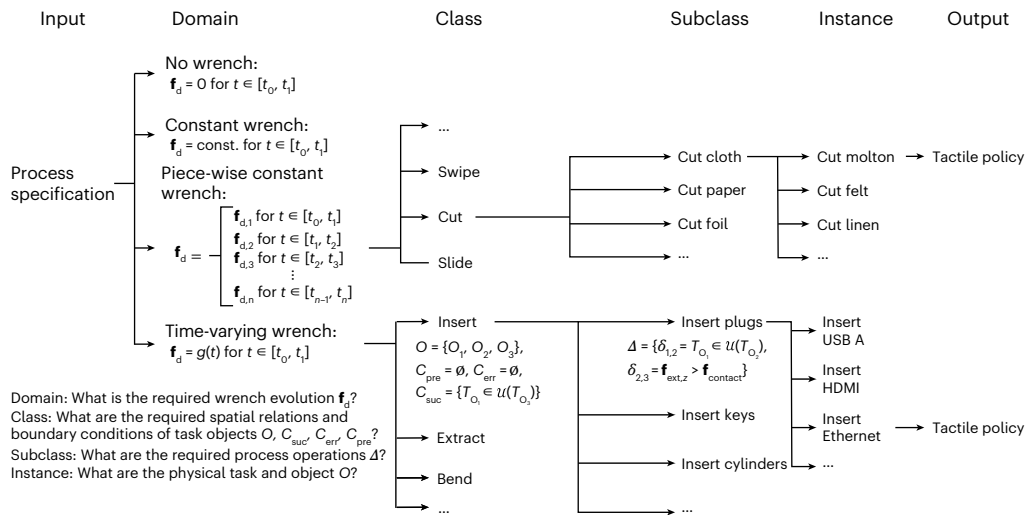 Input Domain Class Subclass Instance Output
No wrench:
f_d = 0 for t ∈ [t_0, t_1]
Constant wrench:
f_d = const. for t ∈ [t_0, t_1]
Process
specification
Piece-wise constant
wrench:
f_d =
f_d,1 for t ∈ [t_0, t_1]
f_d,2 for t ∈ [t_1, t_2]
f_d,3 for t ∈ [t_2, t_3]
⋮
f_d,n for t ∈ [t_n–1, t_n]
Time-varying wrench:
f_d = g(t) for t ∈ [t_0, t_1]
...
Swipe
Cut
Slide
Cut cloth
Cut paper
Cut foil
...
Cut molton
Cut felt
Cut linen
...
Tactile policy
Insert
O = {O_1, O_2, O_3},
C_pre = ∅, C_err = ∅,
C_suc = {T_O_1 ∈ U(T_O_3)}
Extract
Bend
...
Insert plugs
Δ = {δ_1,2 = T_O_1 ∈ U(T_O_2),
δ_2,3 = f_ext,z > f_contact}
Insert keys
Insert cylinders
...
Insert
USB A
Insert
HDMI
Insert
Ethernet
...
Tactile policy
Domain: What is the required wrench evolution f_d?
Class: What are the required spatial relations and
boundary conditions of task objects O, C_suc, C_err, C_pre?
Subclass: What are the required process operations Δ?
Instance: What are the physical task and object O?